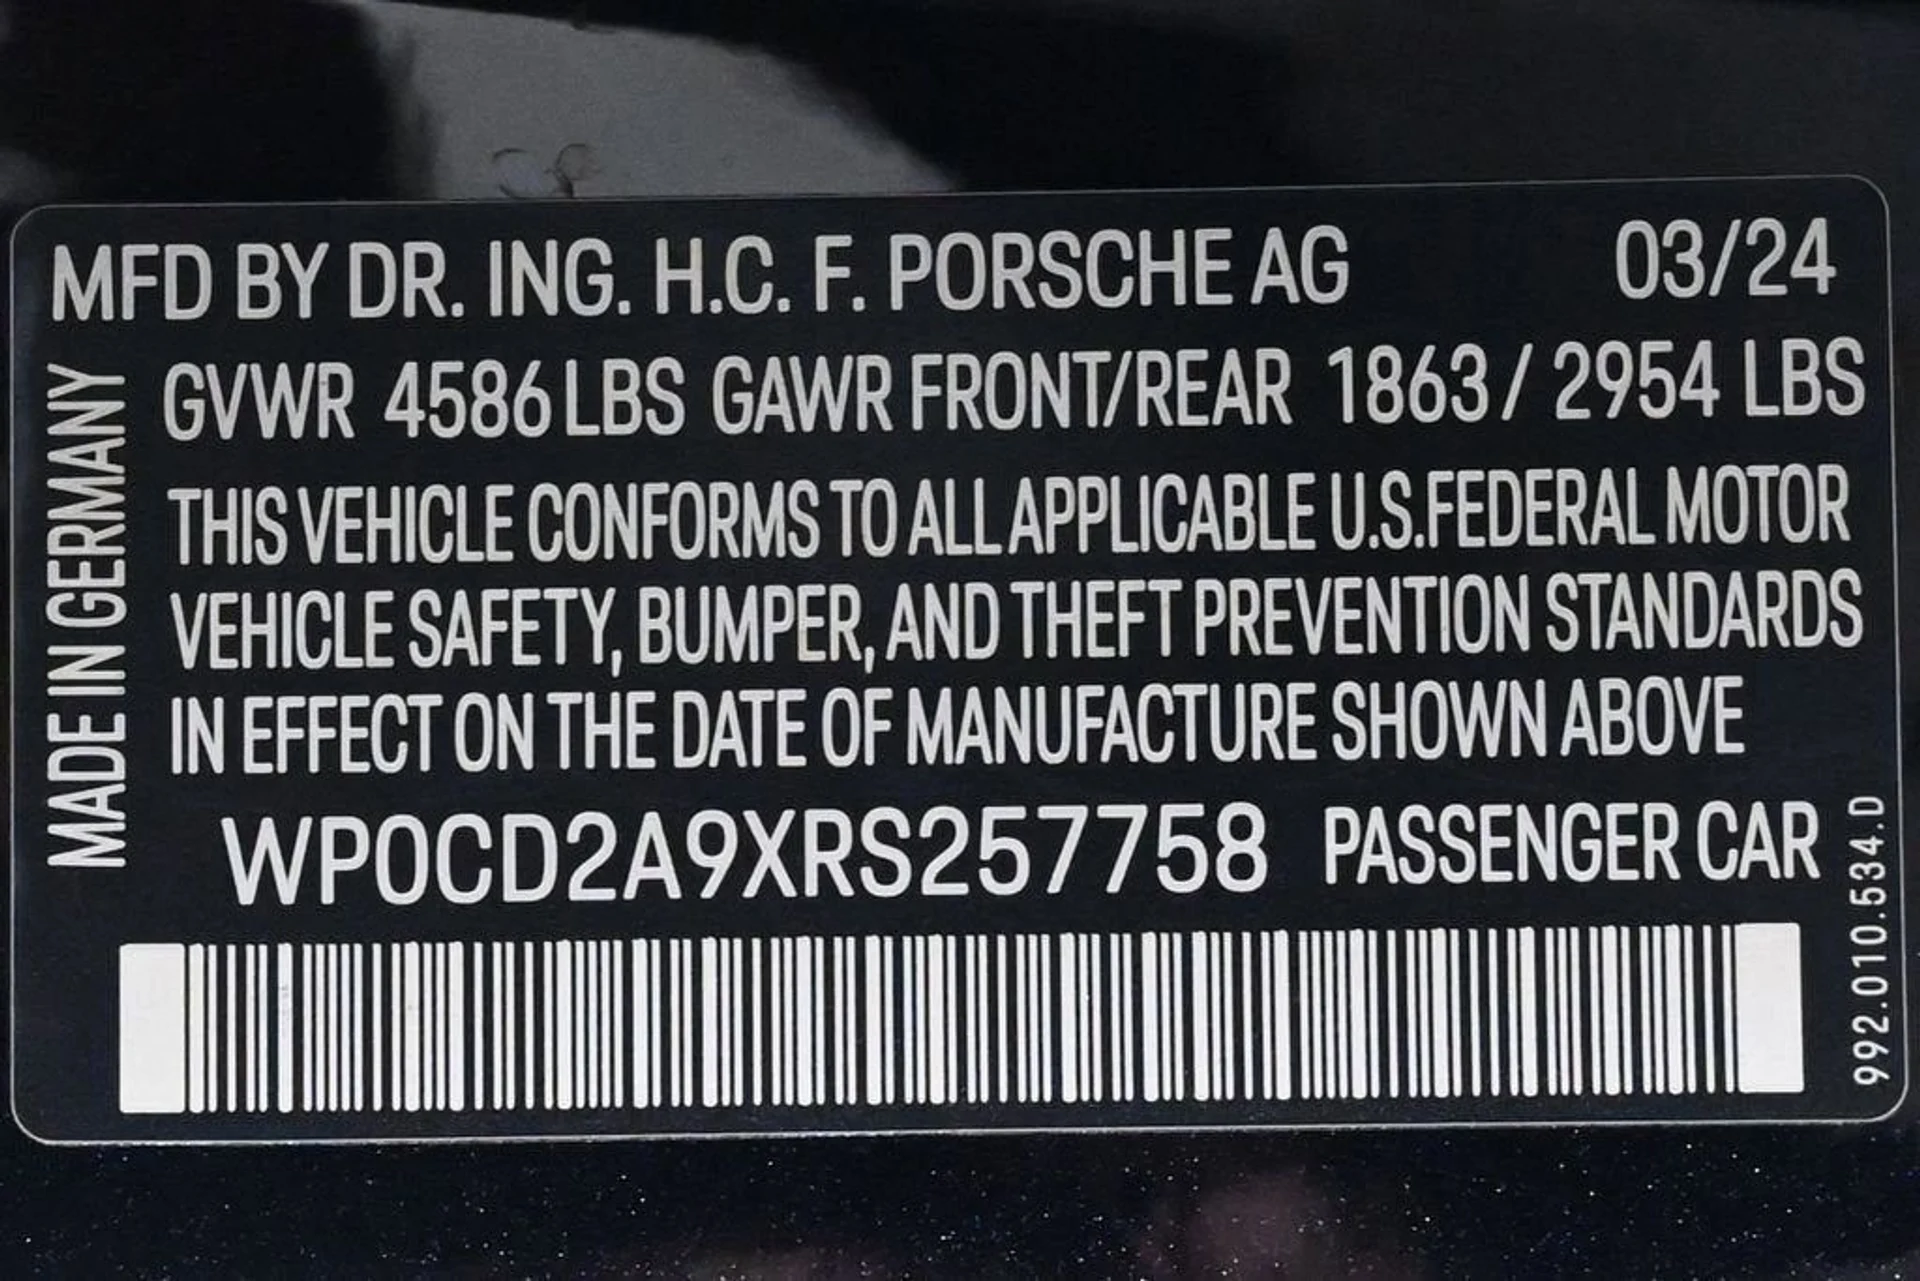 MFD BY DR. ING. H.C. F. PORSCHE AG 03/24
GVWR 4586 LBS GAWR FRONT/REAR 1863 / 2954 LBS
THIS VEHICLE CONFORMS TO ALL APPLICABLE U.S.FEDERAL MOTOR
VEHICLE SAFETY, BUMPER, AND THEFT PREVENTION STANDARDS
IN EFFECT ON THE DATE OF MANUFACTURE SHOWN ABOVE
WP0CD2A9XRS257758 PASSENGER CAR
MADE IN GERMANY
992.010.534.D